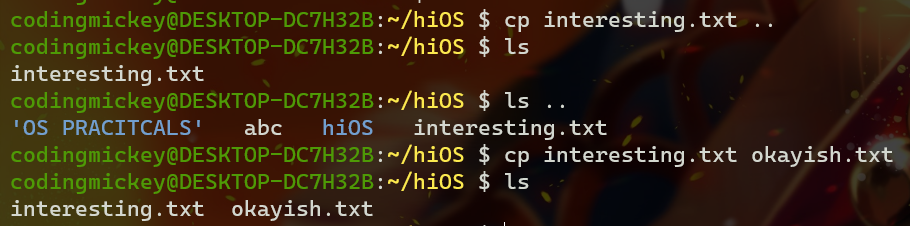 codingmickey@DESKTOP-DC7H32B:~/hiOS $ cp interesting.txt ..
codingmickey@DESKTOP-DC7H32B:~/hiOS $ ls
interesting.txt
codingmickey@DESKTOP-DC7H32B:~/hiOS $ ls ..
'OS PRACITCALS'   abc   hiOS   interesting.txt
codingmickey@DESKTOP-DC7H32B:~/hiOS $ cp interesting.txt okayish.txt
codingmickey@DESKTOP-DC7H32B:~/hiOS $ ls
interesting.txt  okayish.txt